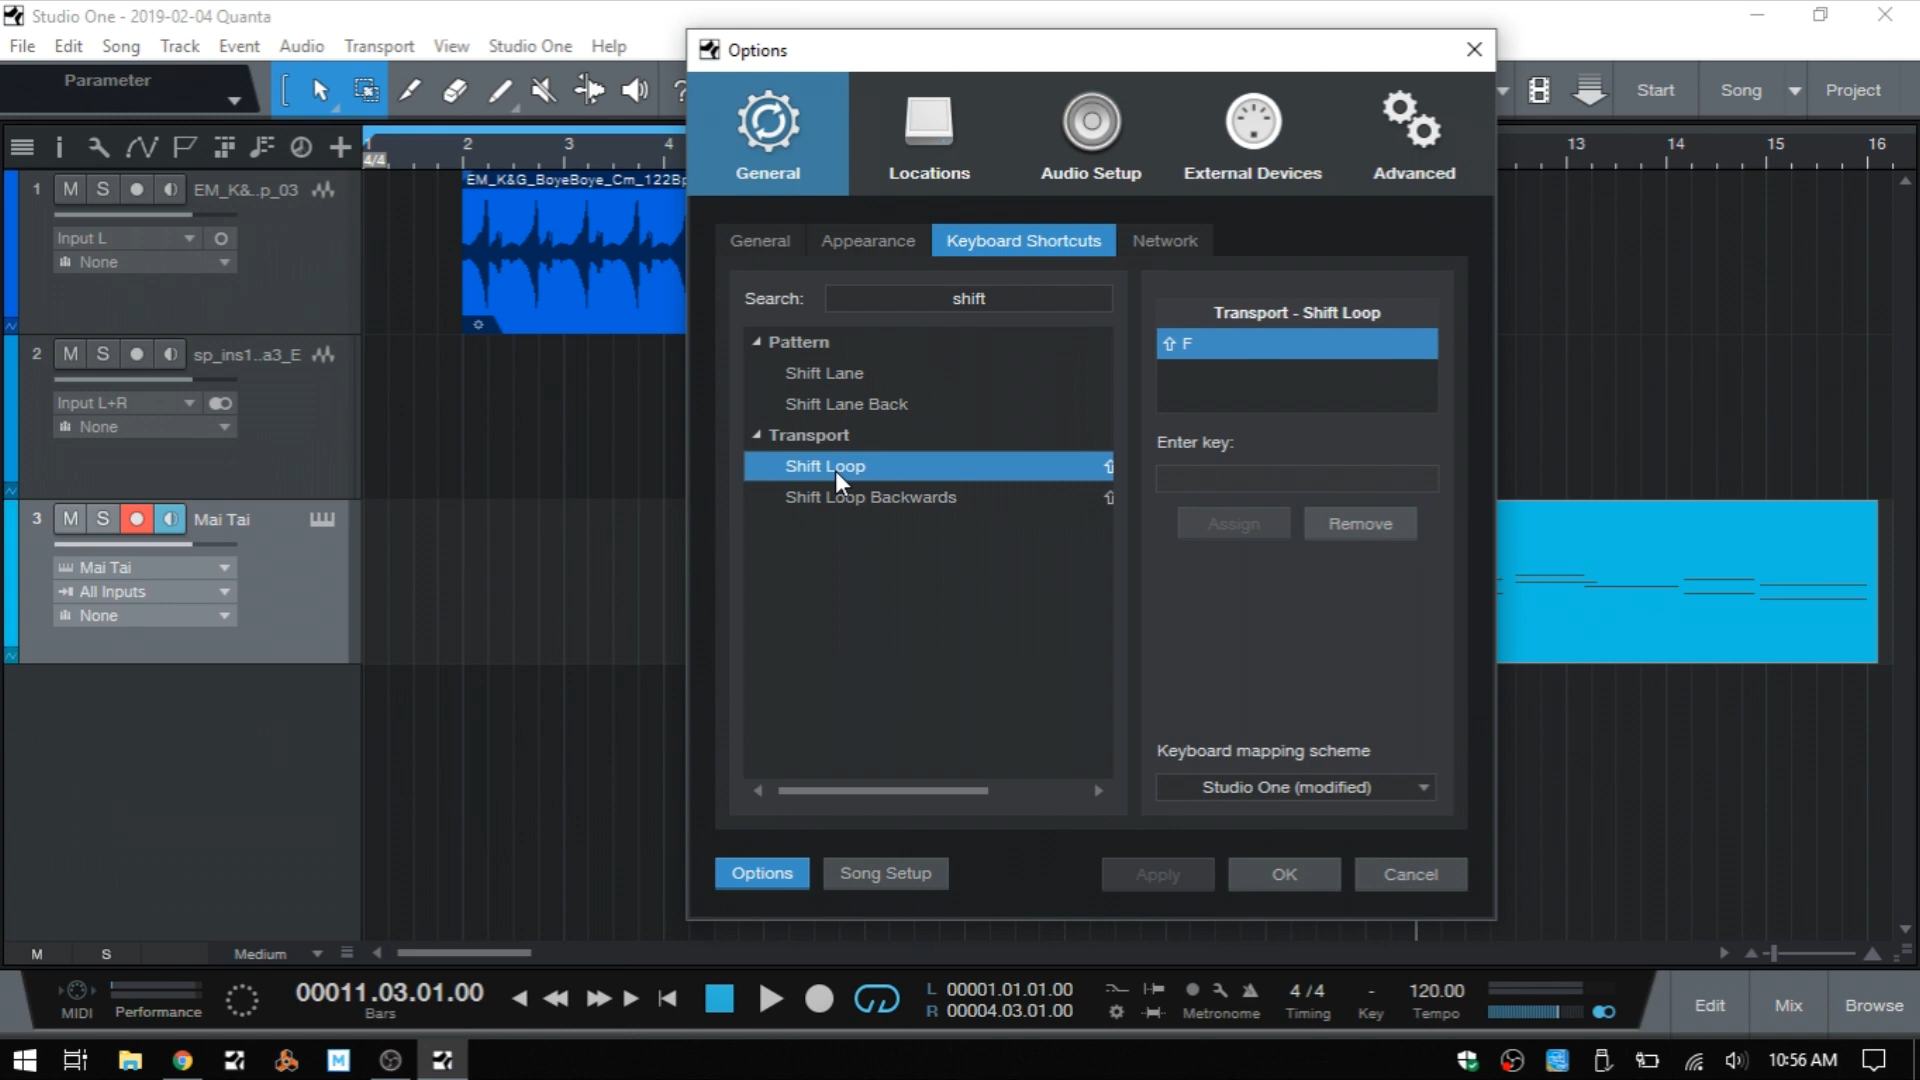 Studio One - 2019-02-04 Quanta
File Edit Song Track Event Audio Transport View Studio One Help
Options
Parameter
Start Song Project
General Locations Audio Setup External Devices Advanced
1 2 3 4 13 14 15 16
4/4
1 M S EM_K&..p_03
EM_K&G_BoyeBoye_Cm_122Bp
Input L
None
2 M S sp_ins1..a3_E
Input L+R
None
3 M S Mai Tai
Mai Tai
All Inputs
None
General Appearance Keyboard Shortcuts Network
Search: shift
Pattern
Shift Lane
Shift Lane Back
Transport
Shift Loop
Shift Loop Backwards
Transport - Shift Loop
⇧ F
Enter key:
Assign Remove
Keyboard mapping scheme
Studio One (modified)
Options Song Setup Apply OK Cancel
M S Medium
MIDI Performance 00011.03.01.00
Bars
L 00001.01.01.00
R 00004.03.01.00
Metronome
4 / 4
Timing
-
Key
120.00
Tempo
Edit Mix Browse
10:56 AM